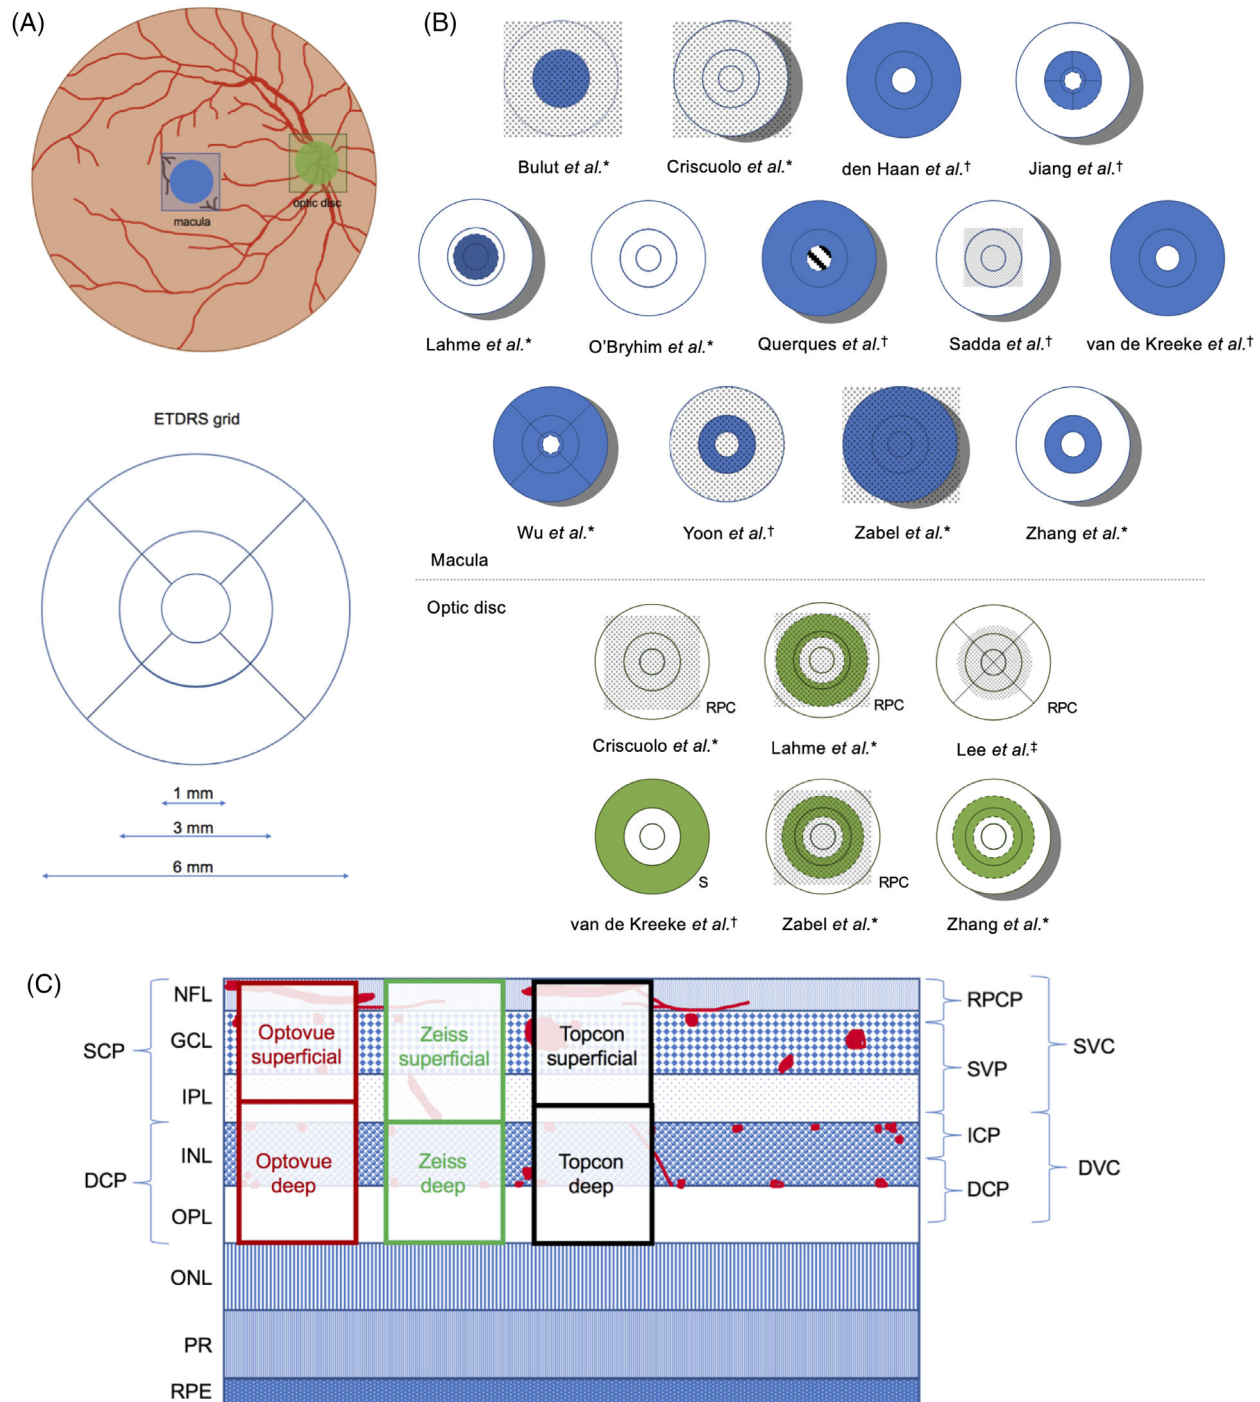 (A)
macula
optic disc
ETDRS grid
1 mm
3 mm
6 mm
(B)
Bulut et al.*
Criscuolo et al.*
den Haan et al.†
Jiang et al.†
Lahme et al.*
O'Bryhim et al.*
Querques et al.†
Sadda et al.†
van de Kreeke et al.†
Wu et al.*
Yoon et al.†
Zabel et al.*
Zhang et al.*
Macula
Optic disc
RPC
RPC
RPC
Criscuolo et al.*
Lahme et al.*
Lee et al.‡
S
RPC
van de Kreeke et al.†
Zabel et al.*
Zhang et al.*
(C)
SCP
DCP
NFL
GCL
IPL
INL
OPL
ONL
PR
RPE
Optovue
superficial
Optovue
deep
Zeiss
superficial
Zeiss
deep
Topcon
superficial
Topcon
deep
RPCP
SVP
ICP
DCP
SVC
DVC